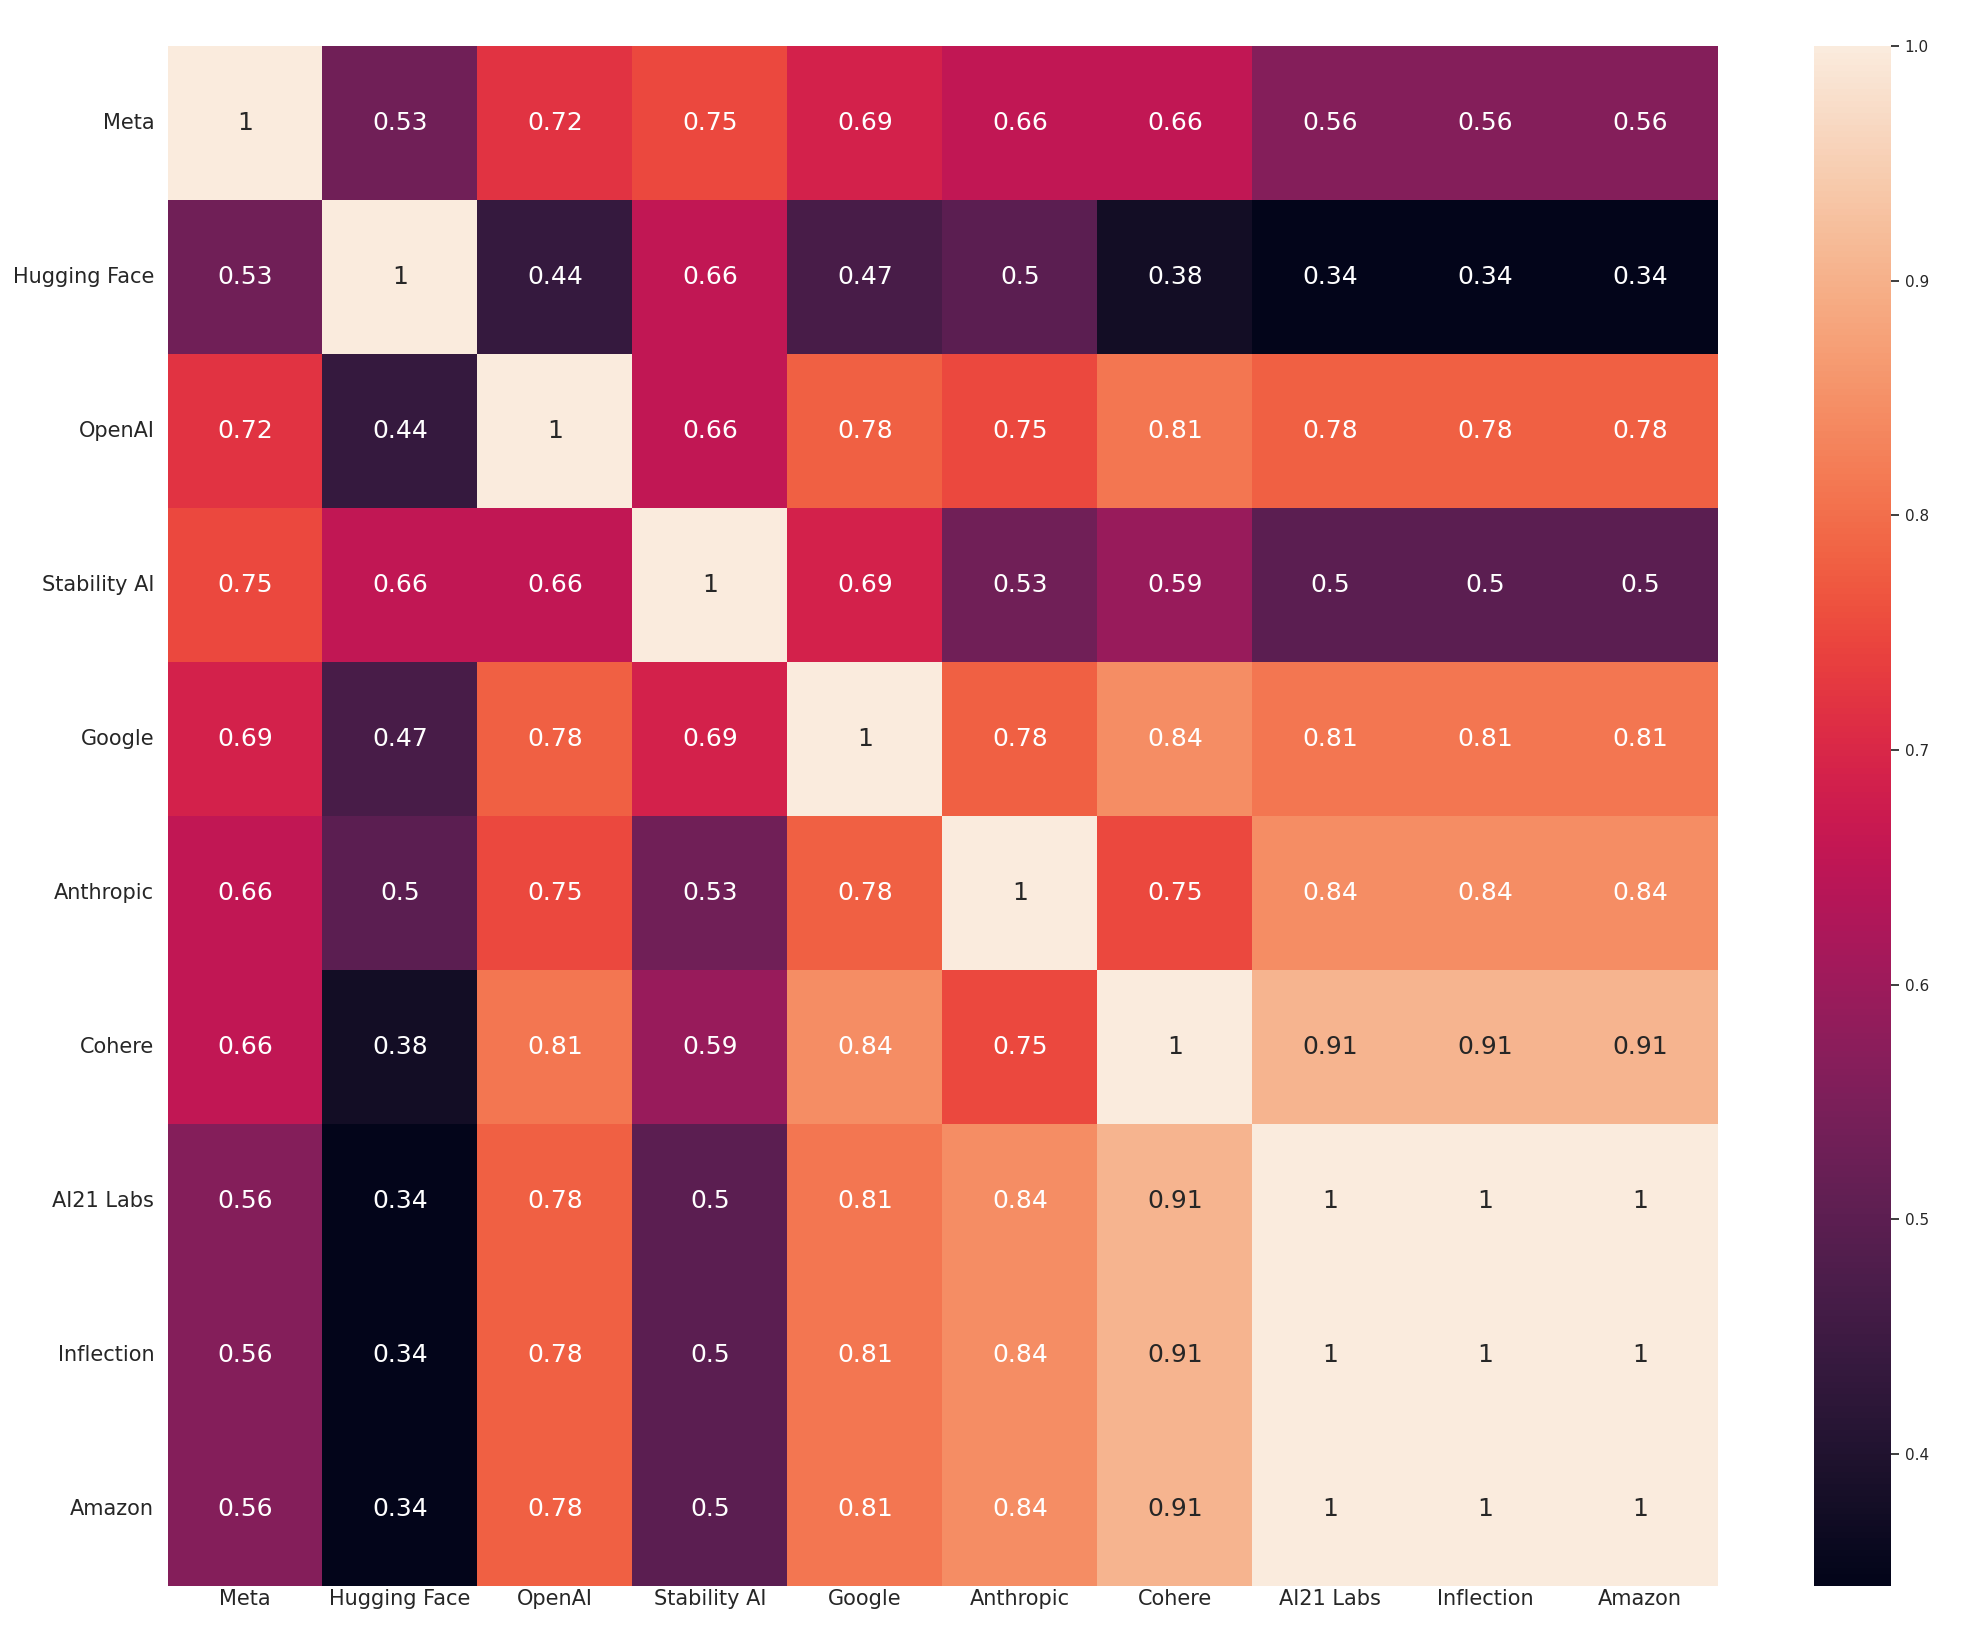 1.0
Meta 1 0.53 0.72 0.75 0.69 0.66 0.66 0.56 0.56 0.56
0.9
Hugging Face 0.53 1 0.44 0.66 0.47 0.5 0.38 0.34 0.34 0.34
OpenAI 0.72 0.44 1 0.66 0.78 0.75 0.81 0.78 0.78 0.78
0.8
Stability AI 0.75 0.66 0.66 1 0.69 0.53 0.59 0.5 0.5 0.5
Google 0.69 0.47 0.78 0.69 1 0.78 0.84 0.81 0.81 0.81
0.7
Anthropic 0.66 0.5 0.75 0.53 0.78 1 0.75 0.84 0.84 0.84
0.6
Cohere 0.66 0.38 0.81 0.59 0.84 0.75 1 0.91 0.91 0.91
AI21 Labs 0.56 0.34 0.78 0.5 0.81 0.84 0.91 1 1 1
0.5
Inflection 0.56 0.34 0.78 0.5 0.81 0.84 0.91 1 1 1
0.4
Amazon 0.56 0.34 0.78 0.5 0.81 0.84 0.91 1 1 1
Meta Hugging Face OpenAI Stability AI Google Anthropic Cohere AI21 Labs Inflection Amazon